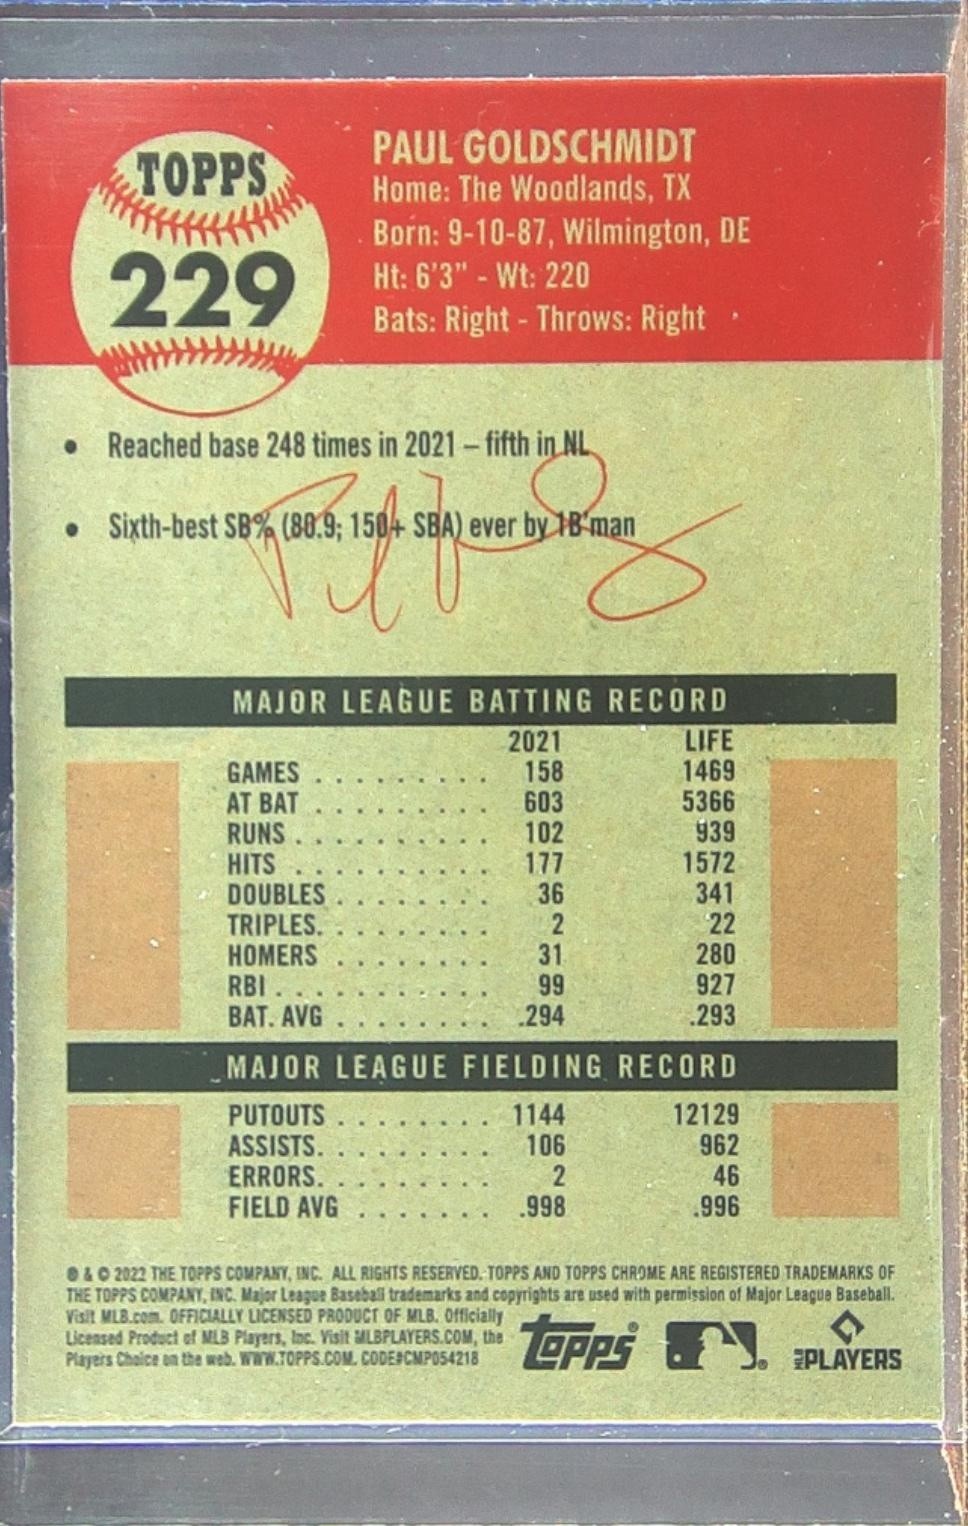 TOPPS
229
PAUL GOLDSCHMIDT
Home: The Woodlands, TX
Born: 9-10-87, Wilmington, DE
Ht: 6'3" - Wt: 220
Bats: Right - Throws: Right
• Reached base 248 times in 2021 – fifth in NL
• Sixth-best SB% (80.9; 150+ SBA) ever by 1B'man
MAJOR LEAGUE BATTING RECORD
2021 LIFE
GAMES . . . . . . . . . 158 1469
AT BAT . . . . . . . . . 603 5366
RUNS . . . . . . . . . . 102 939
HITS . . . . . . . . . . 177 1572
DOUBLES . . . . . . . . 36 341
TRIPLES. . . . . . . . . 2 22
HOMERS . . . . . . . . 31 280
RBI . . . . . . . . . . . 99 927
BAT. AVG . . . . . . . . .294 .293
MAJOR LEAGUE FIELDING RECORD
PUTOUTS . . . . . . . . 1144 12129
ASSISTS. . . . . . . . . 106 962
ERRORS. . . . . . . . . 2 46
FIELD AVG . . . . . . . .998 .996
® & © 2022 THE TOPPS COMPANY, INC. ALL RIGHTS RESERVED. TOPPS AND TOPPS CHROME ARE REGISTERED TRADEMARKS OF
THE TOPPS COMPANY, INC. Major League Baseball trademarks and copyrights are used with permission of Major League Baseball.
Visit MLB.com. OFFICIALLY LICENSED PRODUCT OF MLB. Officially
Licensed Product of MLB Players, Inc. Visit MLBPLAYERS.COM, the
Players Choice on the web. WWW.TOPPS.COM. CODE#CMP054218
TOPPS®
MLB PLAYERS